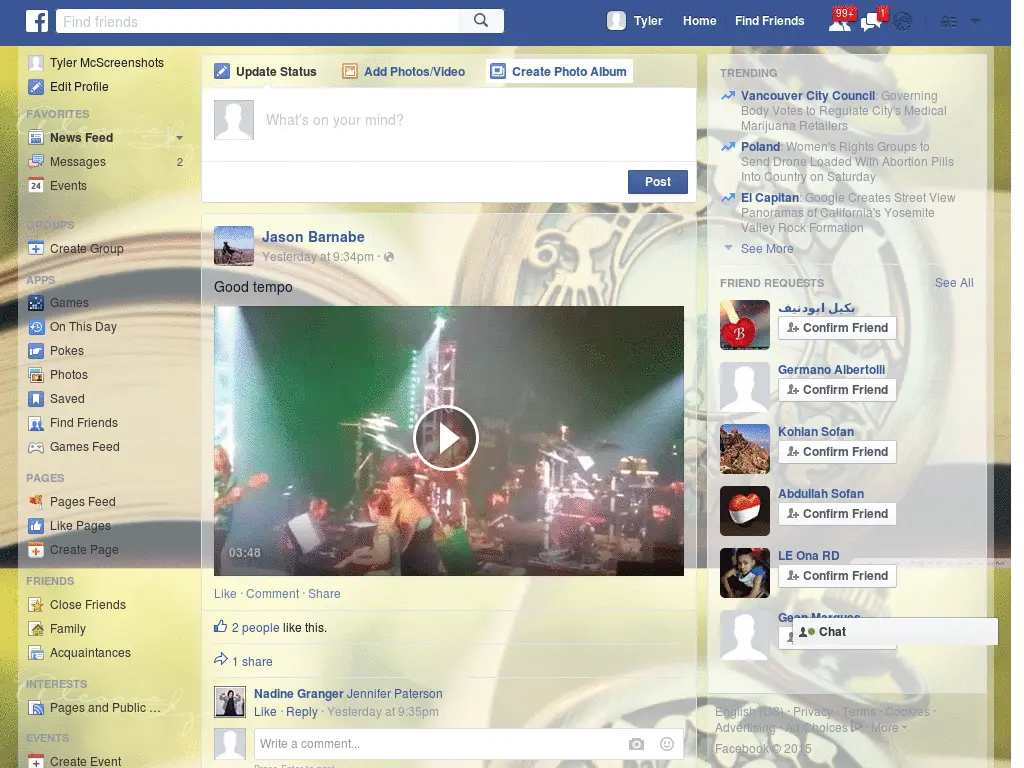 f
Find friends
Tyler
Home
Find Friends
99+
1
Tyler McScreenshots
Edit Profile
FAVORITES
News Feed
Messages 2
24 Events
GROUPS
Create Group
APPS
Games
On This Day
Pokes
Photos
Saved
Find Friends
Games Feed
PAGES
Pages Feed
Like Pages
Create Page
FRIENDS
Close Friends
Family
Acquaintances
INTERESTS
Pages and Public ...
EVENTS
Create Event
Update Status
Add Photos/Video
Create Photo Album
What's on your mind?
Post
Jason Barnabe
Yesterday at 9:34pm ·
Good tempo
03:48
Like · Comment · Share
2 people like this.
1 share
Nadine Granger Jennifer Paterson
Like · Reply · Yesterday at 9:35pm
Write a comment...
TRENDING
Vancouver City Council: Governing
Body Votes to Regulate City's Medical
Marijuana Retailers
Poland: Women's Rights Groups to
Send Drone Loaded With Abortion Pills
Into Country on Saturday
El Capitan: Google Creates Street View
Panoramas of California's Yosemite
Valley Rock Formation
See More
FRIEND REQUESTS See All
بكيل ابودنيف
Confirm Friend
B
Germano Albertolli
Confirm Friend
Kohlan Sofan
Confirm Friend
Abdullah Sofan
Confirm Friend
LE Ona RD
Confirm Friend
Gean Marques
Chat
English (US) · Privacy · Terms · Cookies ·
Advertising · Ad Choices · More
Facebook © 2015